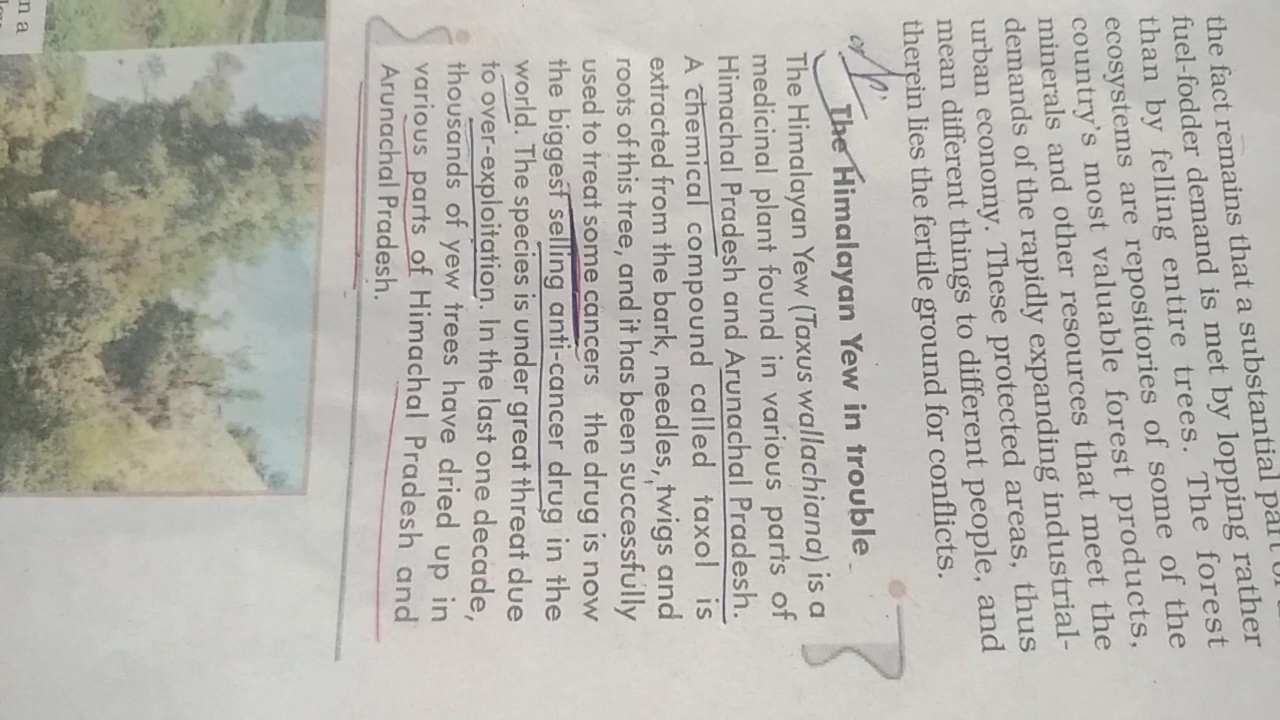 the fact remains that a substantial part of
fuel-fodder demand is met by lopping rather
than by felling entire trees. The forest
ecosystems are repositories of some of the
country's most valuable forest products,
minerals and other resources that meet the
demands of the rapidly expanding industrial-
urban economy. These protected areas, thus
mean different things to different people, and
therein lies the fertile ground for conflicts.
The Himalayan Yew in trouble
The Himalayan Yew (Taxus wallachiana) is a
medicinal plant found in various parts of
Himachal Pradesh and Arunachal Pradesh.
A chemical compound called taxol is
extracted from the bark, needles, twigs and
roots of this tree, and it has been successfully
used to treat some cancers the drug is now
the biggest selling anti-cancer drug in the
world. The species is under great threat due
to over-exploitation. In the last one decade,
thousands of yew trees have dried up in
various parts of Himachal Pradesh and
Arunachal Pradesh.
n a